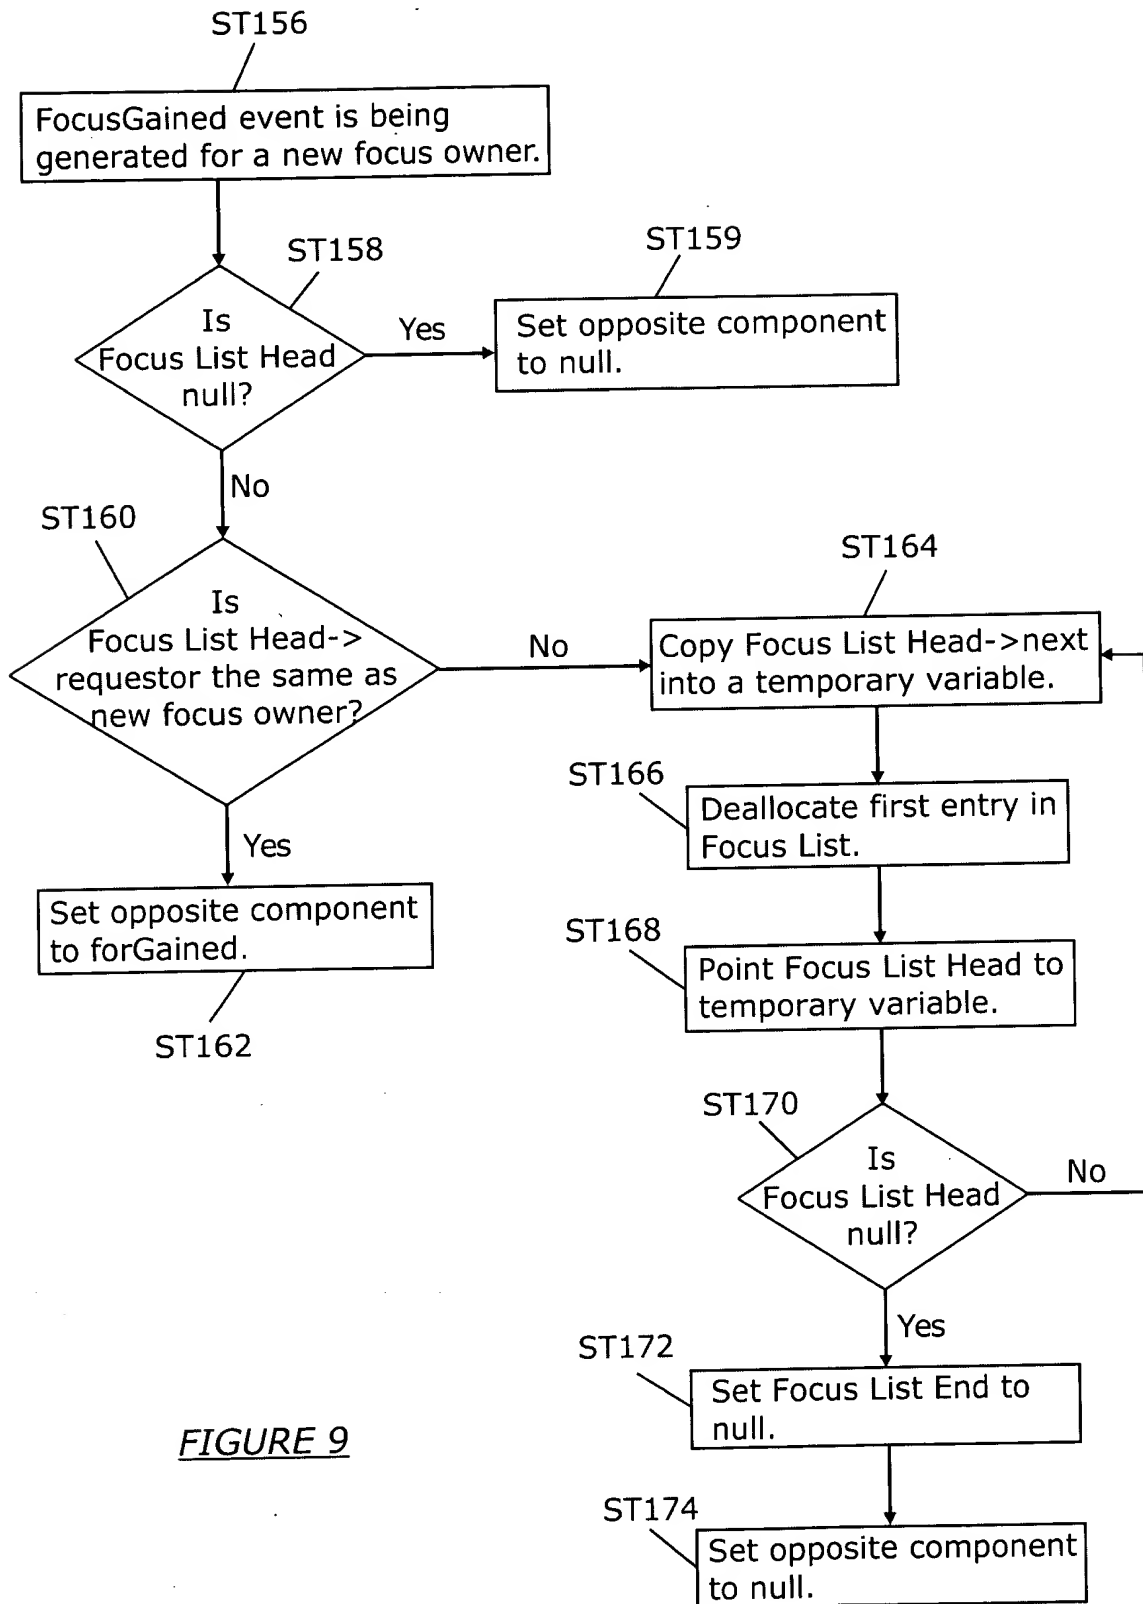 ST156
FocusGained event is being
generated for a new focus owner.
ST158
Is
Focus List Head
null?
Yes
ST159
Set opposite component
to null.
No
ST160
Is
Focus List Head->
requestor the same as
new focus owner?
No
ST164
Copy Focus List Head->next
into a temporary variable.
Yes
Set opposite component
to forGained.
ST162
ST166
Deallocate first entry in
Focus List.
ST168
Point Focus List Head to
temporary variable.
ST170
Is
Focus List Head
null?
No
Yes
ST172
Set Focus List End to
null.
FIGURE 9
ST174
Set opposite component
to null.